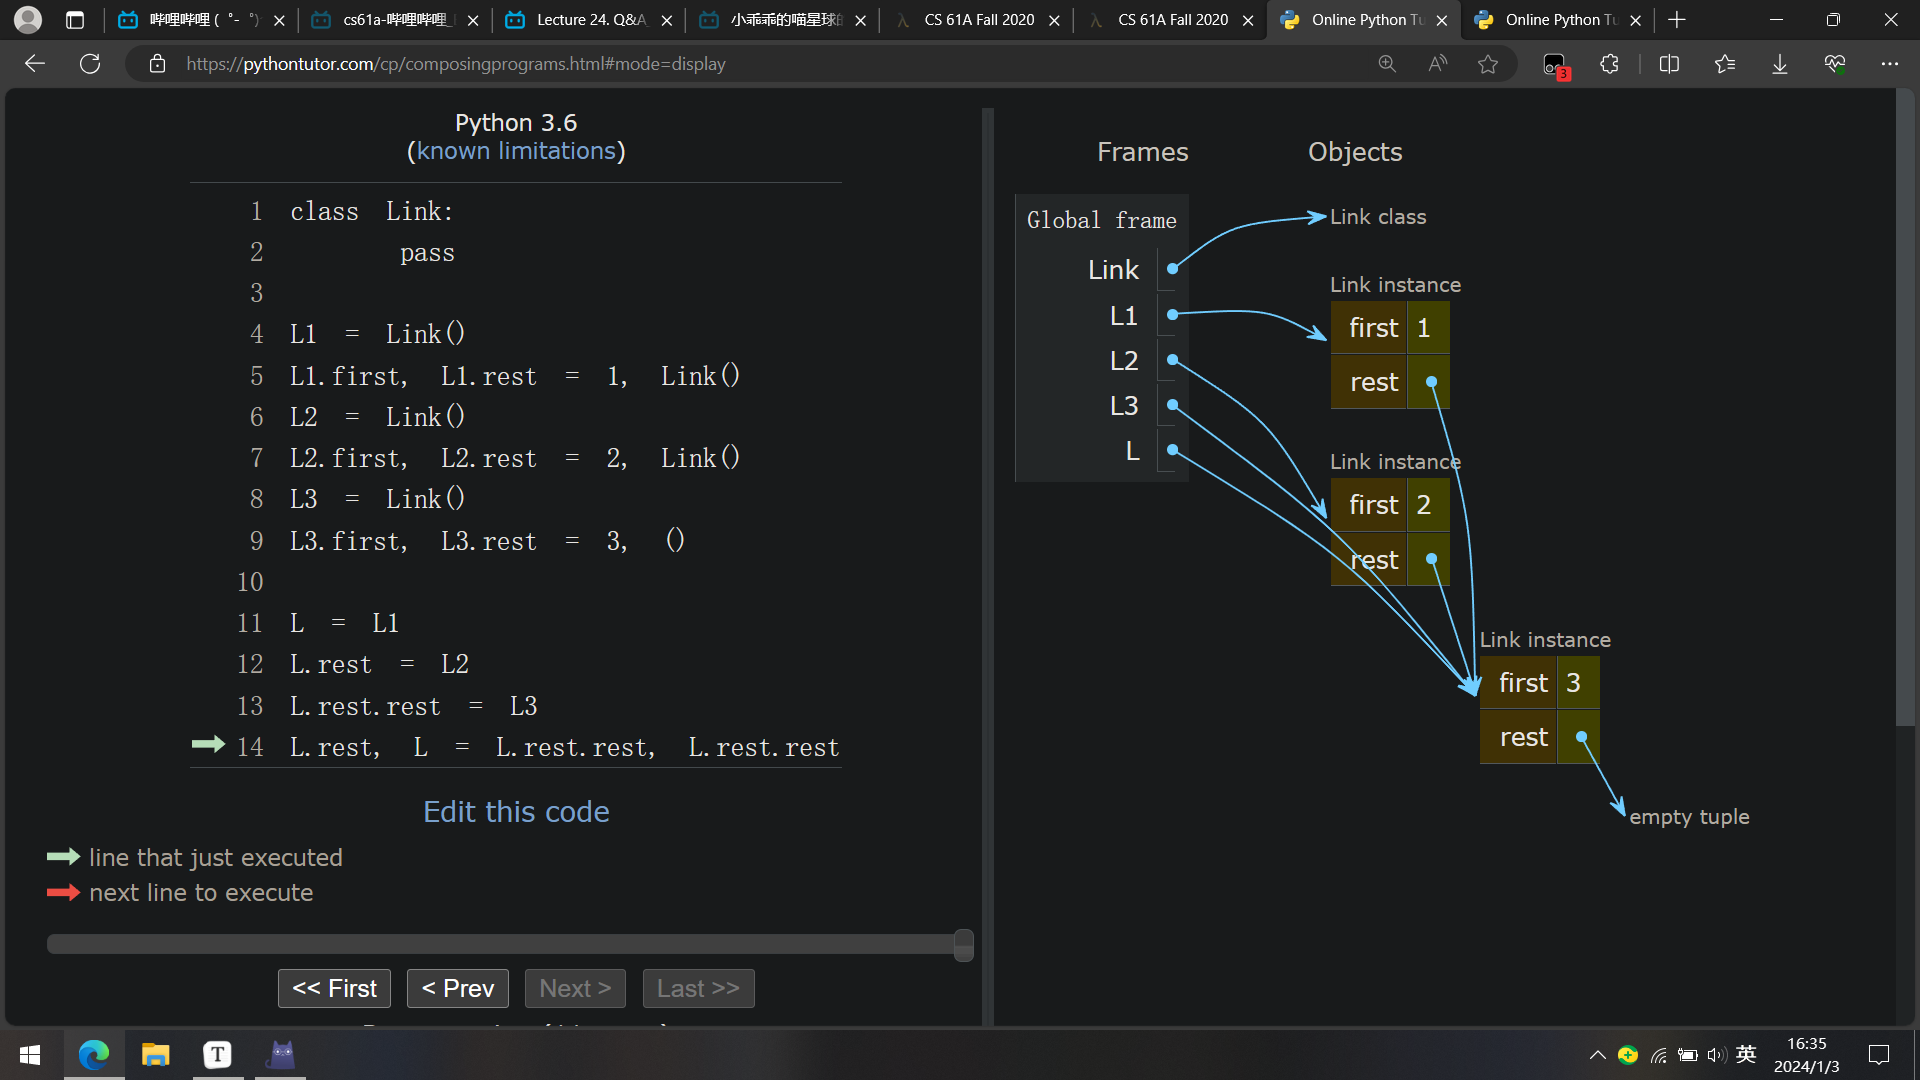 哔哩哔哩 ( ゜- ゜)
cs61a-哔哩哔哩_
Lecture 24. Q&A_
小乖乖的喵星球的
CS 61A Fall 2020
CS 61A Fall 2020
Online Python Tu
Online Python Tu
https://pythontutor.com/cp/composingprograms.html#mode=display
3
Python 3.6
(known limitations)
1 class Link:
2 pass
3
4 L1 = Link()
5 L1.first, L1.rest = 1, Link()
6 L2 = Link()
7 L2.first, L2.rest = 2, Link()
8 L3 = Link()
9 L3.first, L3.rest = 3, ()
10
11 L = L1
12 L.rest = L2
13 L.rest.rest = L3
14 L.rest, L = L.rest.rest, L.rest.rest
Edit this code
line that just executed
next line to execute
<< First
< Prev
Next >
Last >>
Frames
Objects
Global frame
Link
L1
L2
L3
L
Link class
Link instance
first 1
rest
Link instance
first 2
rest
Link instance
first 3
rest
empty tuple
T
英
16:35
2024/1/3